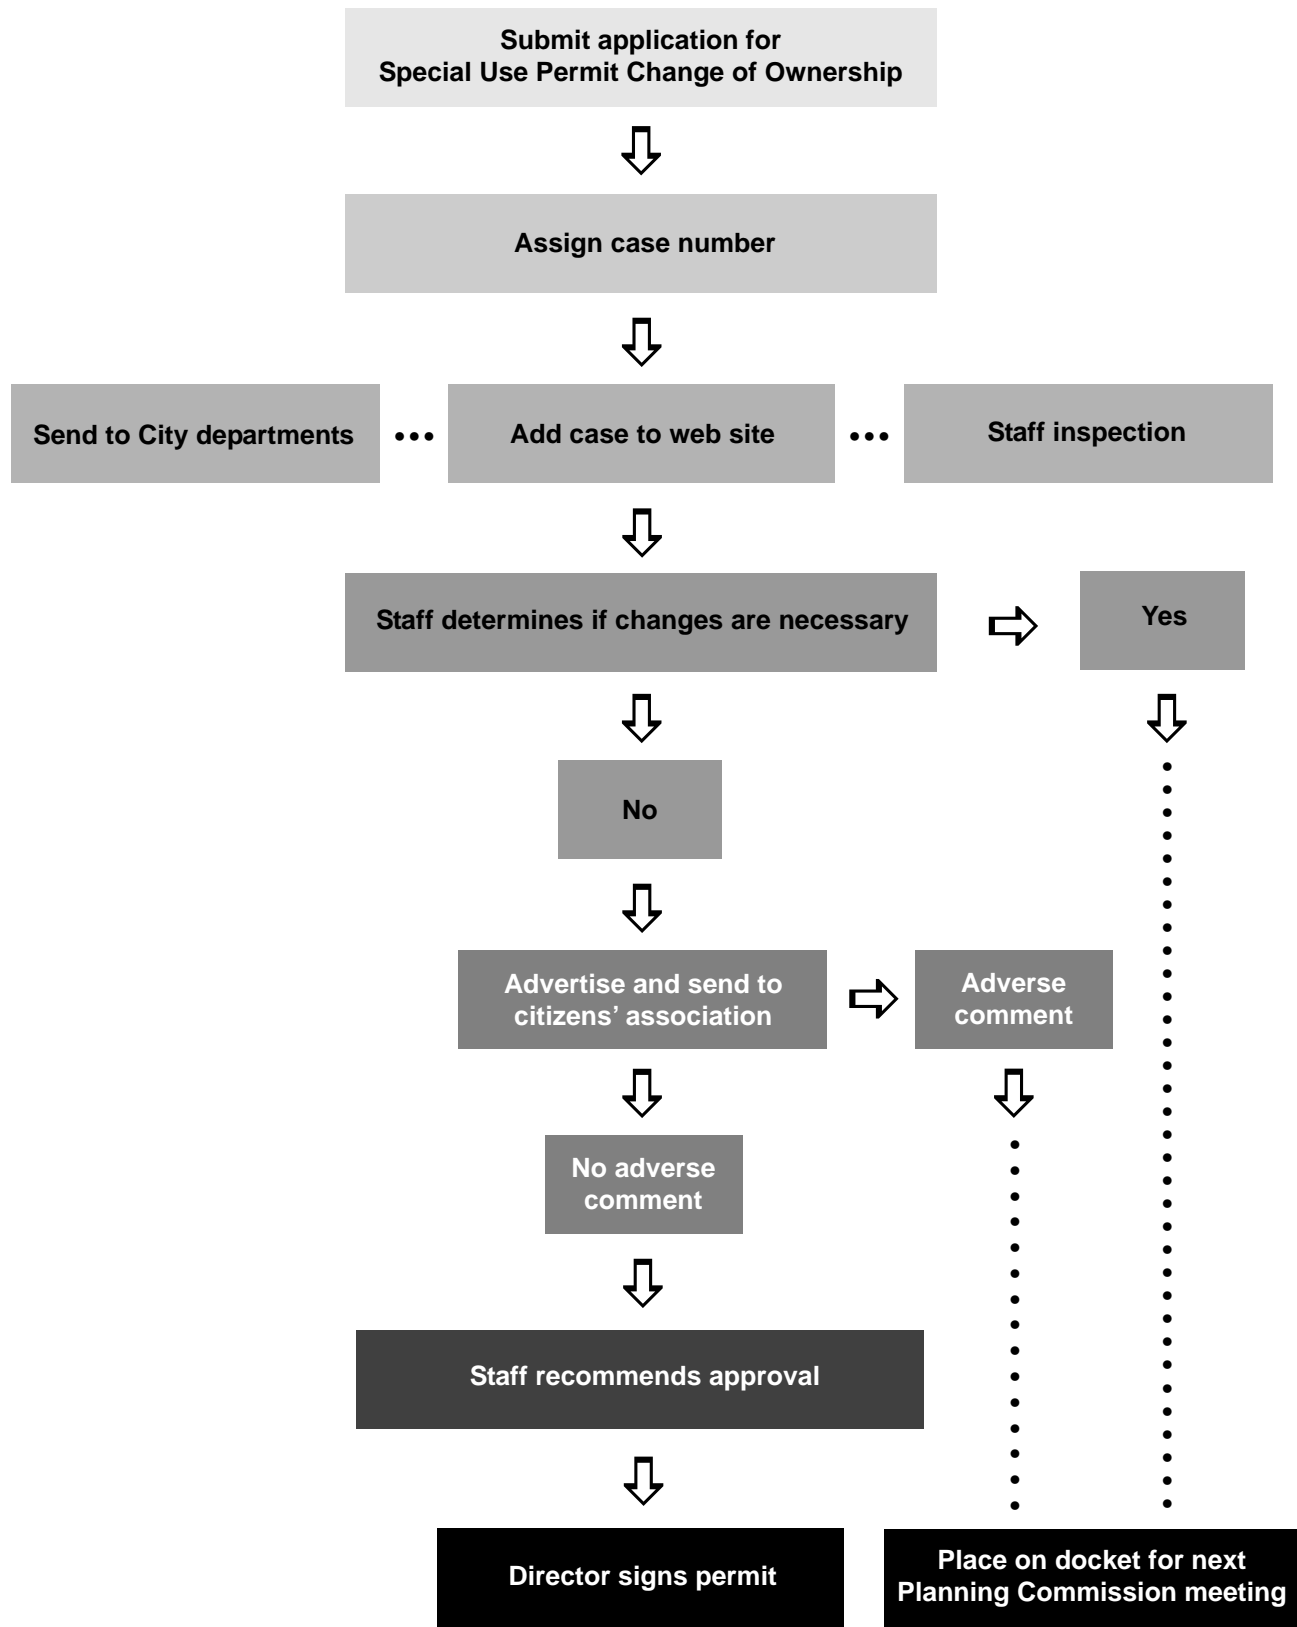 Submit application for
Special Use Permit Change of Ownership
Assign case number
Send to City departments
Add case to web site
Staff inspection
Staff determines if changes are necessary
Yes
No
Advertise and send to
citizens’ association
Adverse
comment
No adverse
comment
Staff recommends approval
Director signs permit
Place on docket for next
Planning Commission meeting